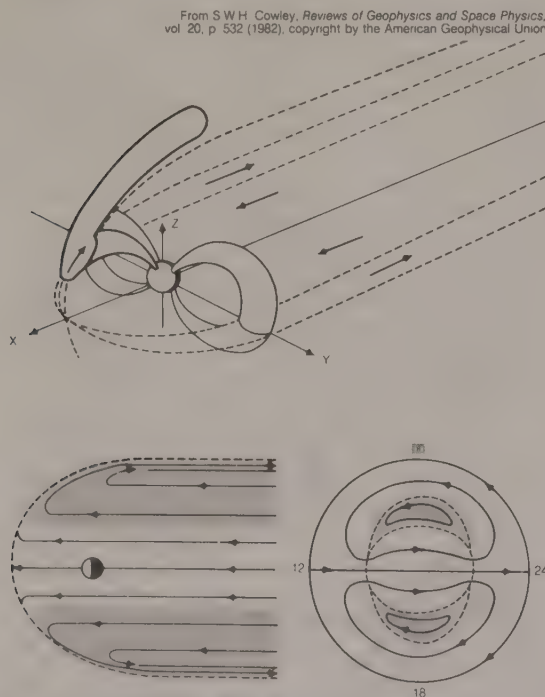 From S W H Cowley, Reviews of Geophysics and Space Physics,
vol 20, p 532 (1982), copyright by the American Geophysical Union
Z
X
Y
12
24
18